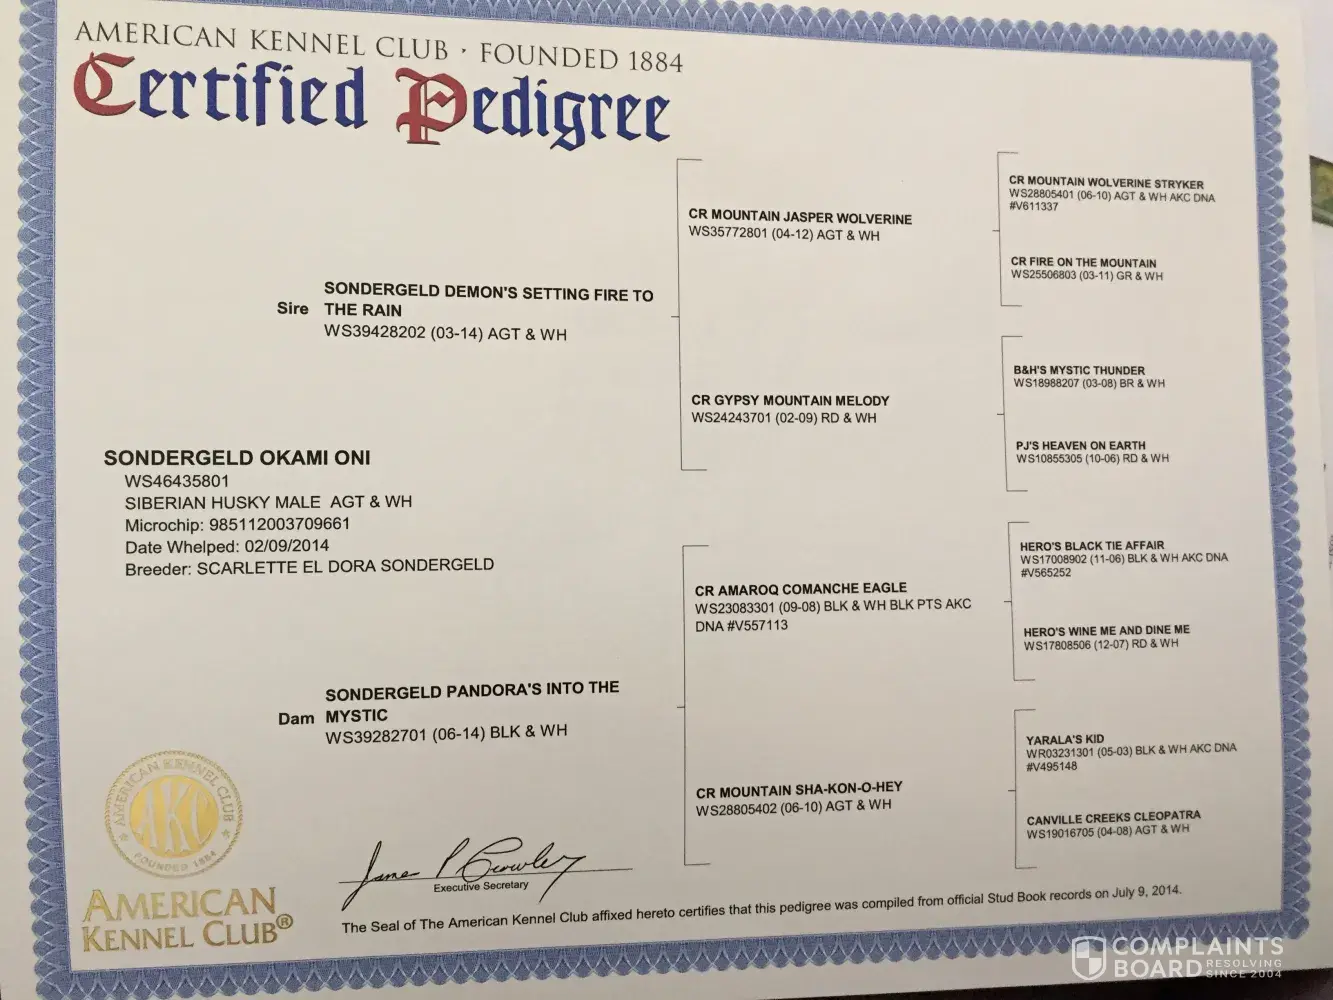 AMERICAN KENNEL CLUB · FOUNDED 1884
Certified Pedigree
CR MOUNTAIN WOLVERINE STRYKER
WS28805401 (06-10) AGT & WH AKC DNA
#V611337
CR MOUNTAIN JASPER WOLVERINE
WS35772801 (04-12) AGT & WH
CR FIRE ON THE MOUNTAIN
WS25506803 (03-11) GR & WH
Sire
SONDERGELD DEMON'S SETTING FIRE TO
THE RAIN
WS39428202 (03-14) AGT & WH
B&H'S MYSTIC THUNDER
WS18988207 (03-08) BR & WH
CR GYPSY MOUNTAIN MELODY
WS24243701 (02-09) RD & WH
PJ'S HEAVEN ON EARTH
WS10855305 (10-06) RD & WH
SONDERGELD OKAMI ONI
WS46435801
SIBERIAN HUSKY MALE AGT & WH
Microchip: 985112003709661
Date Whelped: 02/09/2014
Breeder: SCARLETTE EL DORA SONDERGELD
HERO'S BLACK TIE AFFAIR
WS17008902 (11-06) BLK & WH AKC DNA
#V565252
CR AMAROQ COMANCHE EAGLE
WS23083301 (09-08) BLK & WH BLK PTS AKC
DNA #V557113
HERO'S WINE ME AND DINE ME
WS17808506 (12-07) RD & WH
Dam
SONDERGELD PANDORA'S INTO THE
MYSTIC
WS39282701 (06-14) BLK & WH
YARALA'S KID
WR03231301 (05-03) BLK & WH AKC DNA
#V495148
CR MOUNTAIN SHA-KON-O-HEY
WS28805402 (06-10) AGT & WH
CANVILLE CREEKS CLEOPATRA
WS19016705 (04-08) AGT & WH
AMERICAN KENNEL CLUB
AKC
FOUNDED 1884
James P Crowley
Executive Secretary
AMERICAN
KENNEL CLUB®
The Seal of The American Kennel Club affixed hereto certifies that this pedigree was compiled from official Stud Book records on July 9, 2014.
COMPLAINTS
BOARD RESOLVING
SINCE 2004